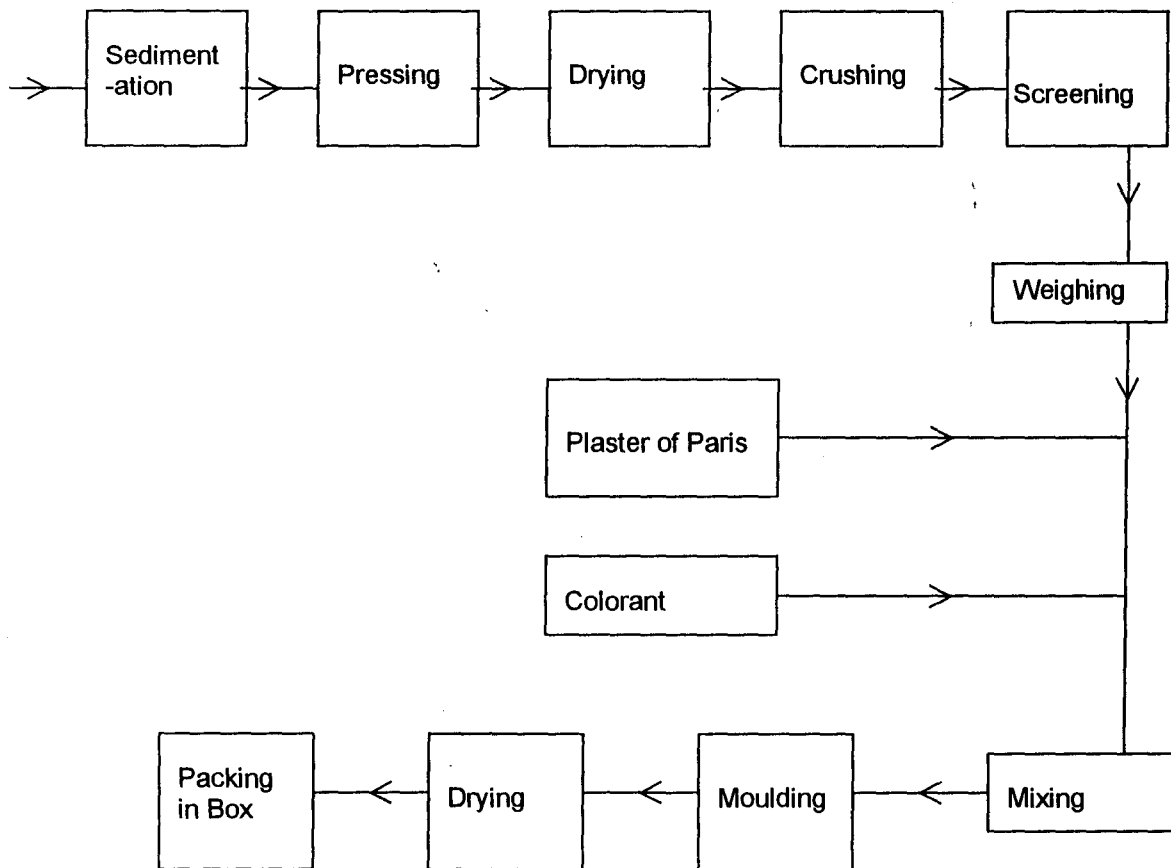 Sediment
-ation
Pressing
Drying
Crushing
Screening
Weighing
Plaster of Paris
Colorant
Packing
in Box
Drying
Moulding
Mixing